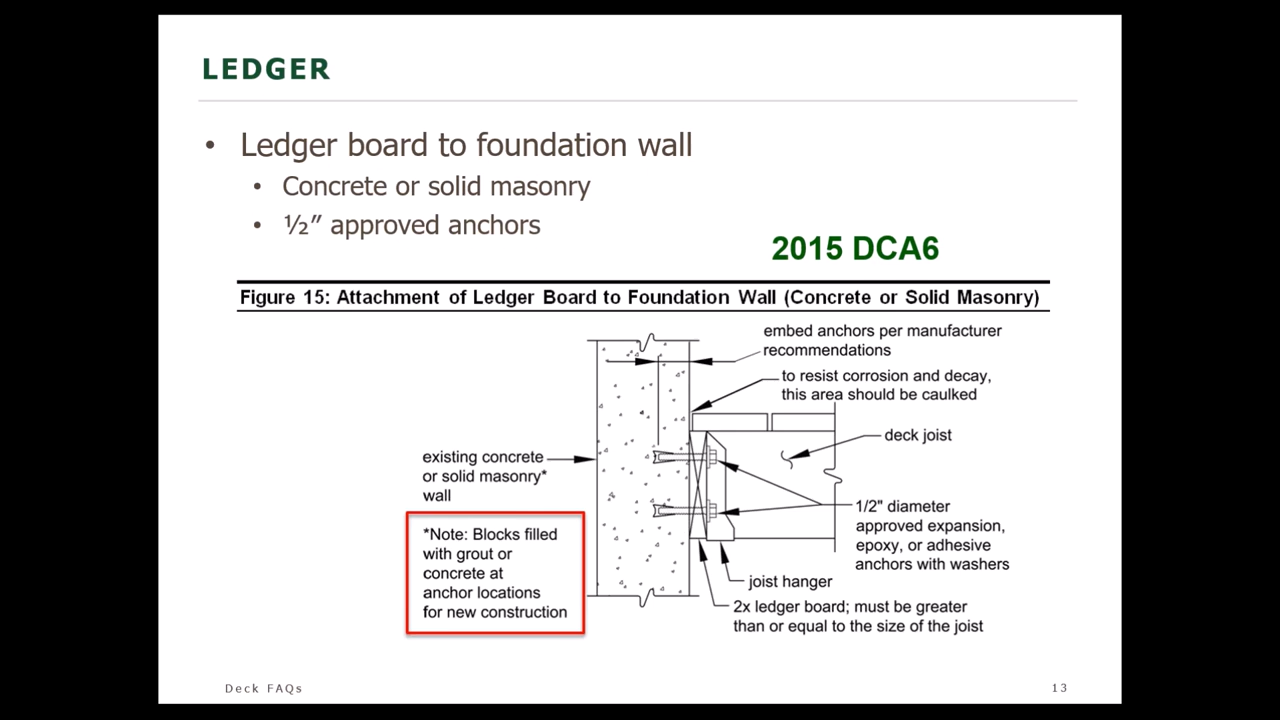 LEDGER
• Ledger board to foundation wall
• Concrete or solid masonry
• ½” approved anchors
2015 DCA6
Figure 15: Attachment of Ledger Board to Foundation Wall (Concrete or Solid Masonry)
embed anchors per manufacturer
recommendations
to resist corrosion and decay,
this area should be caulked
deck joist
existing concrete
or solid masonry*
wall
*Note: Blocks filled
with grout or
concrete at
anchor locations
for new construction
1/2" diameter
approved expansion,
epoxy, or adhesive
anchors with washers
joist hanger
2x ledger board; must be greater
than or equal to the size of the joist
Deck FAQs
13